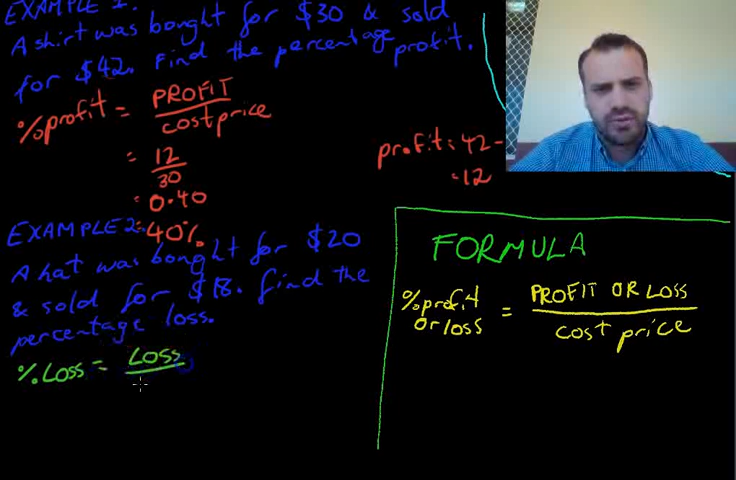 EXAMPLE 1:
A shirt was bought for $30 & sold
for $42. Find the percentage profit.
%profit = PROFIT
cost price
= 12
30
= 0.40
= 40%
profit = 42 -
= 12
EXAMPLE 2:
A hat was bought for $20
& sold for $18. Find the
percentage loss.
% LOSS = LOSS
FORMULA
% profit
or loss
= PROFIT OR LOSS
cost price